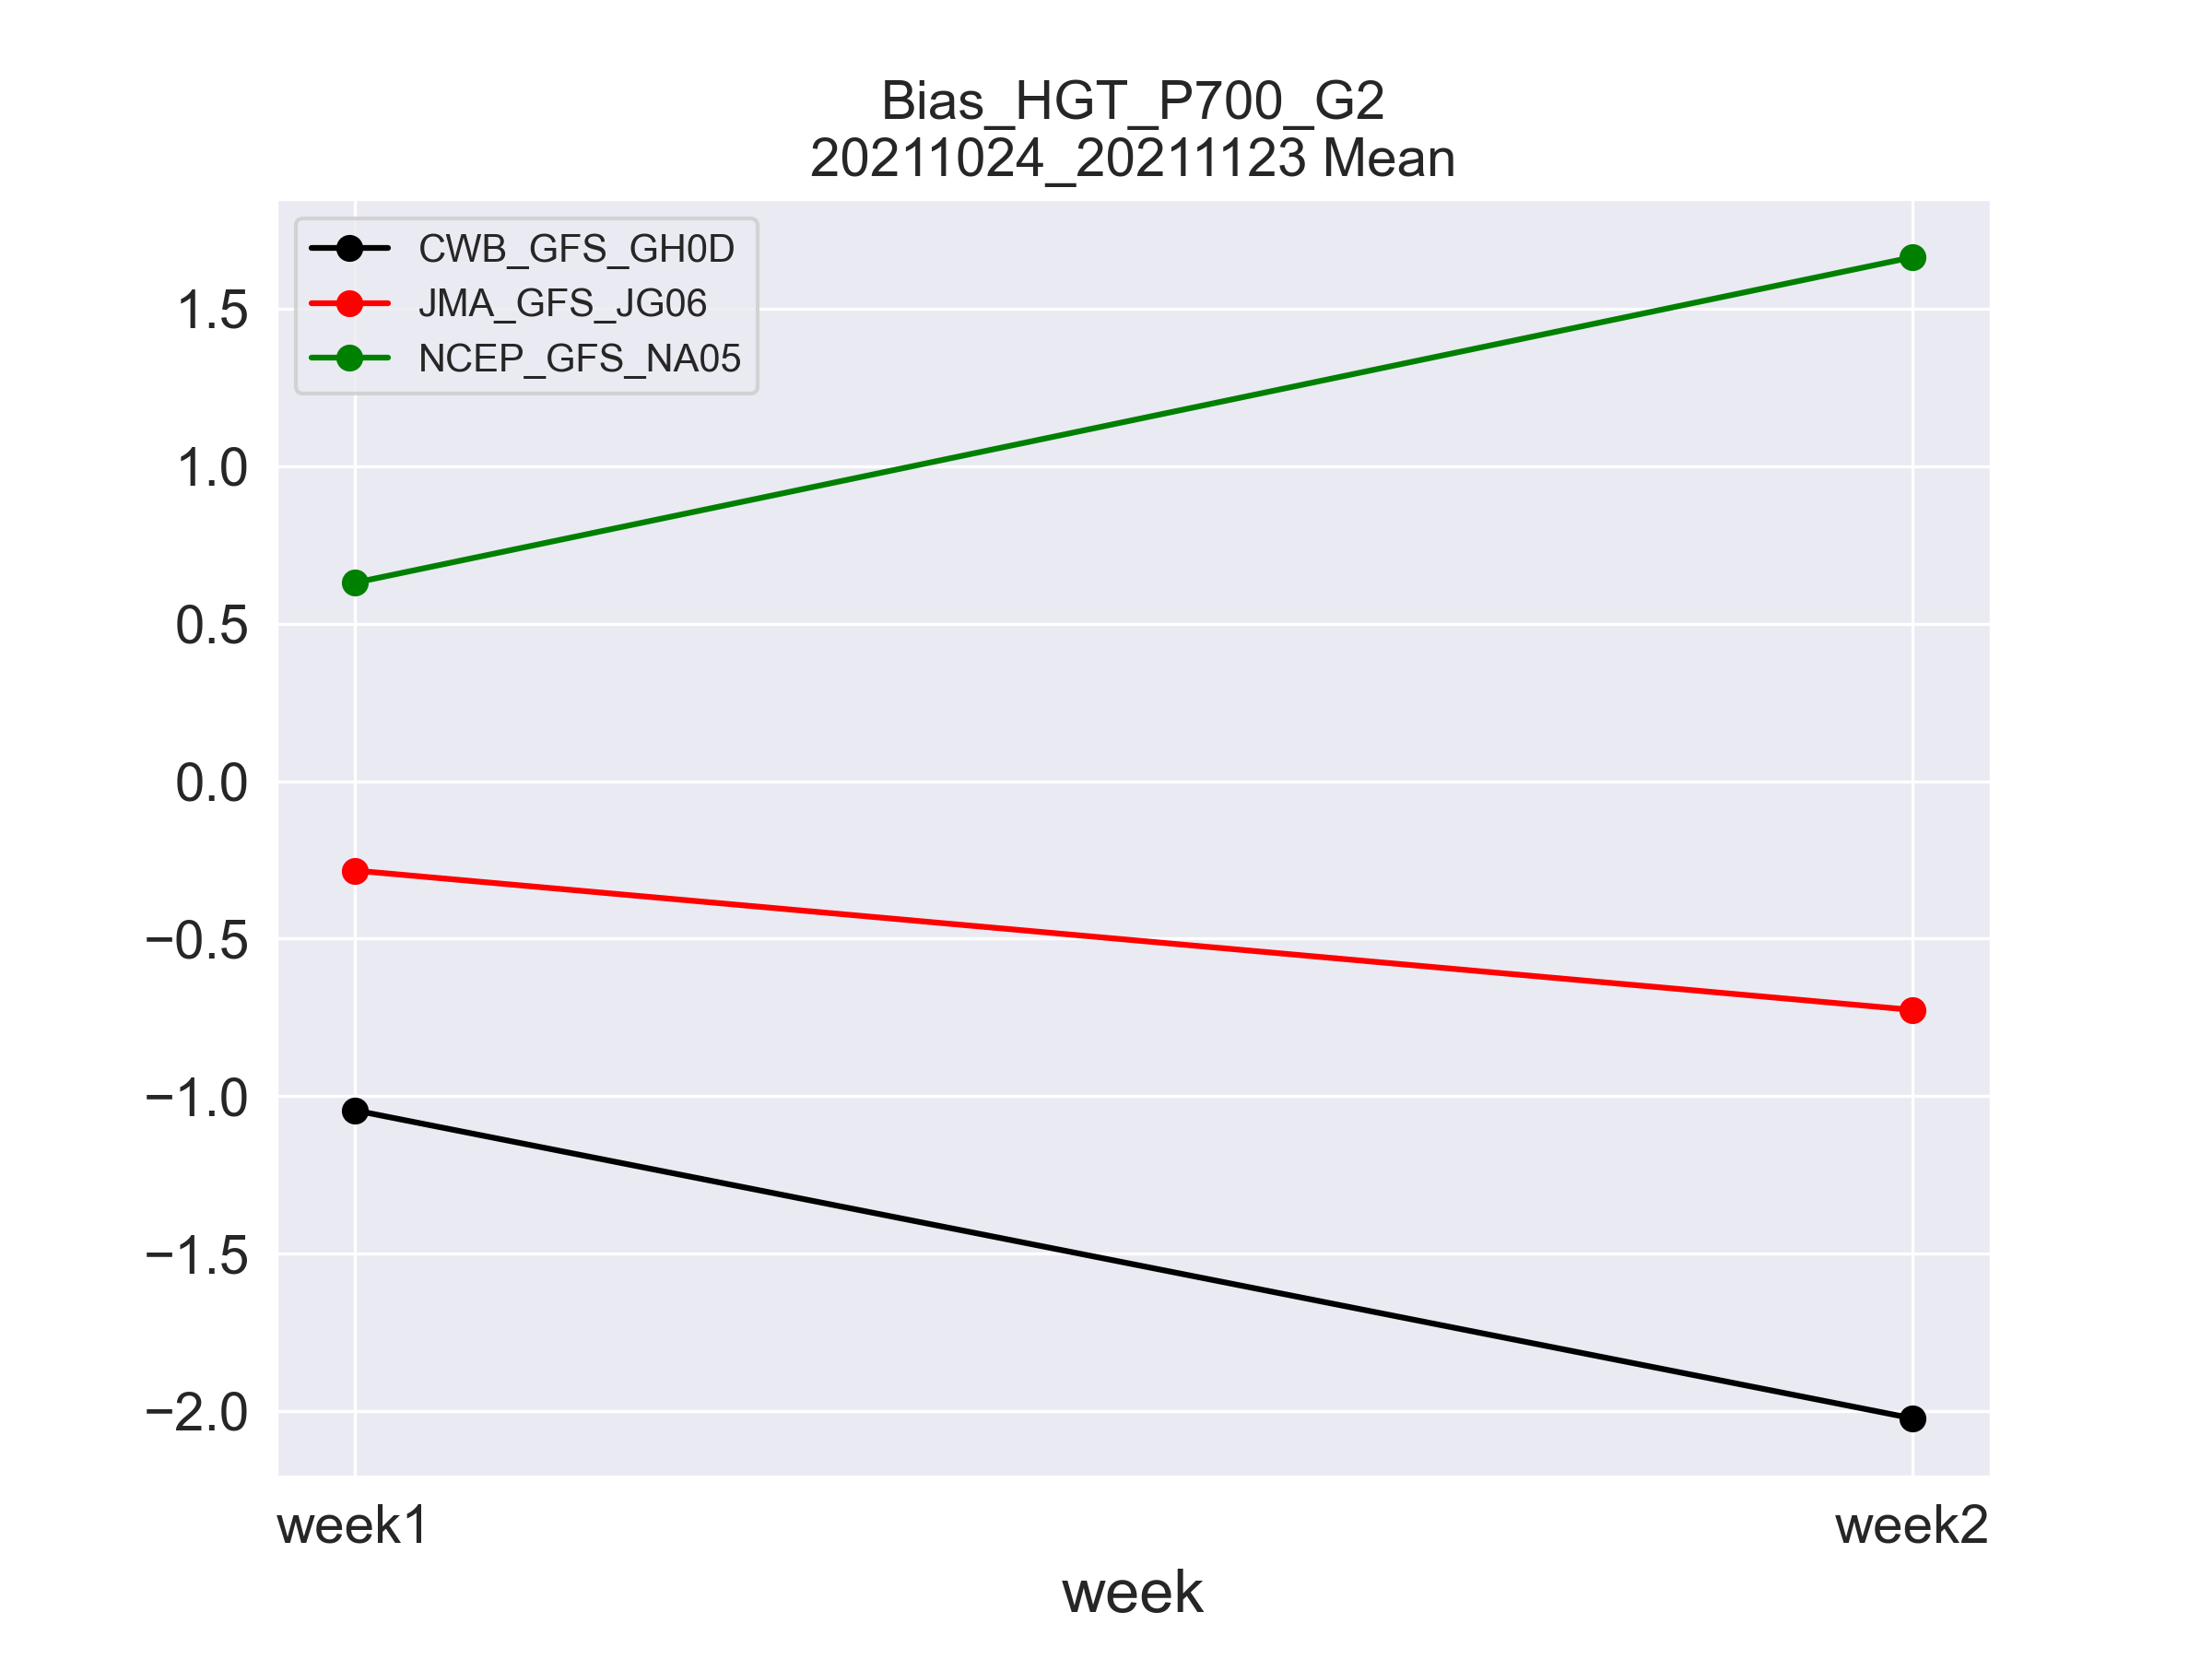 Bias_HGT_P700_G2
20211024_20211123 Mean
CWB_GFS_GH0D
JMA_GFS_JG06
NCEP_GFS_NA05
1.5
1.0
0.5
0.0
−0.5
−1.0
−1.5
−2.0
week1
week2
week